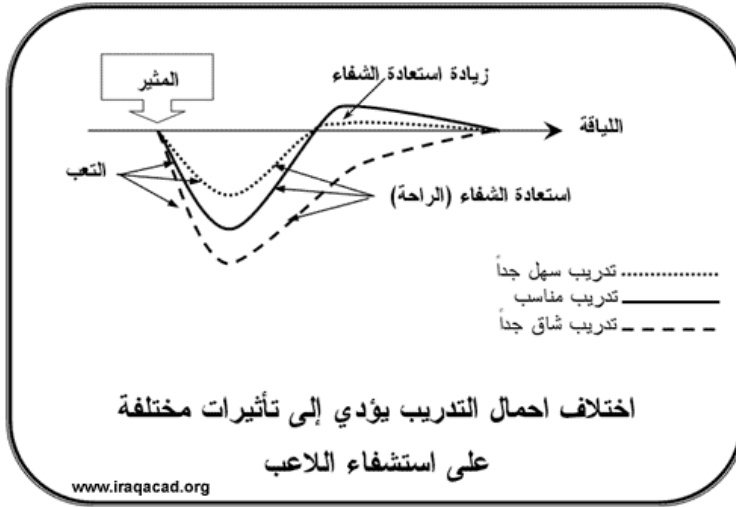 المثير
زيادة استعادة الشفاء
اللياقة
التعب
استعادة الشفاء (الراحة)
تدريب سهل جداً
تدريب مناسب
تدريب شاق جداً
اختلاف احمال التدريب يؤدي إلى تأثيرات مختلفة
على استشفاء اللاعب
www.iraqacad.org